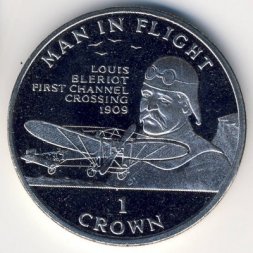 MAN IN FLIGHT
LOUIS
BLERIOT
FIRST CHANNEL
CROSSING
1909
1
CROWN